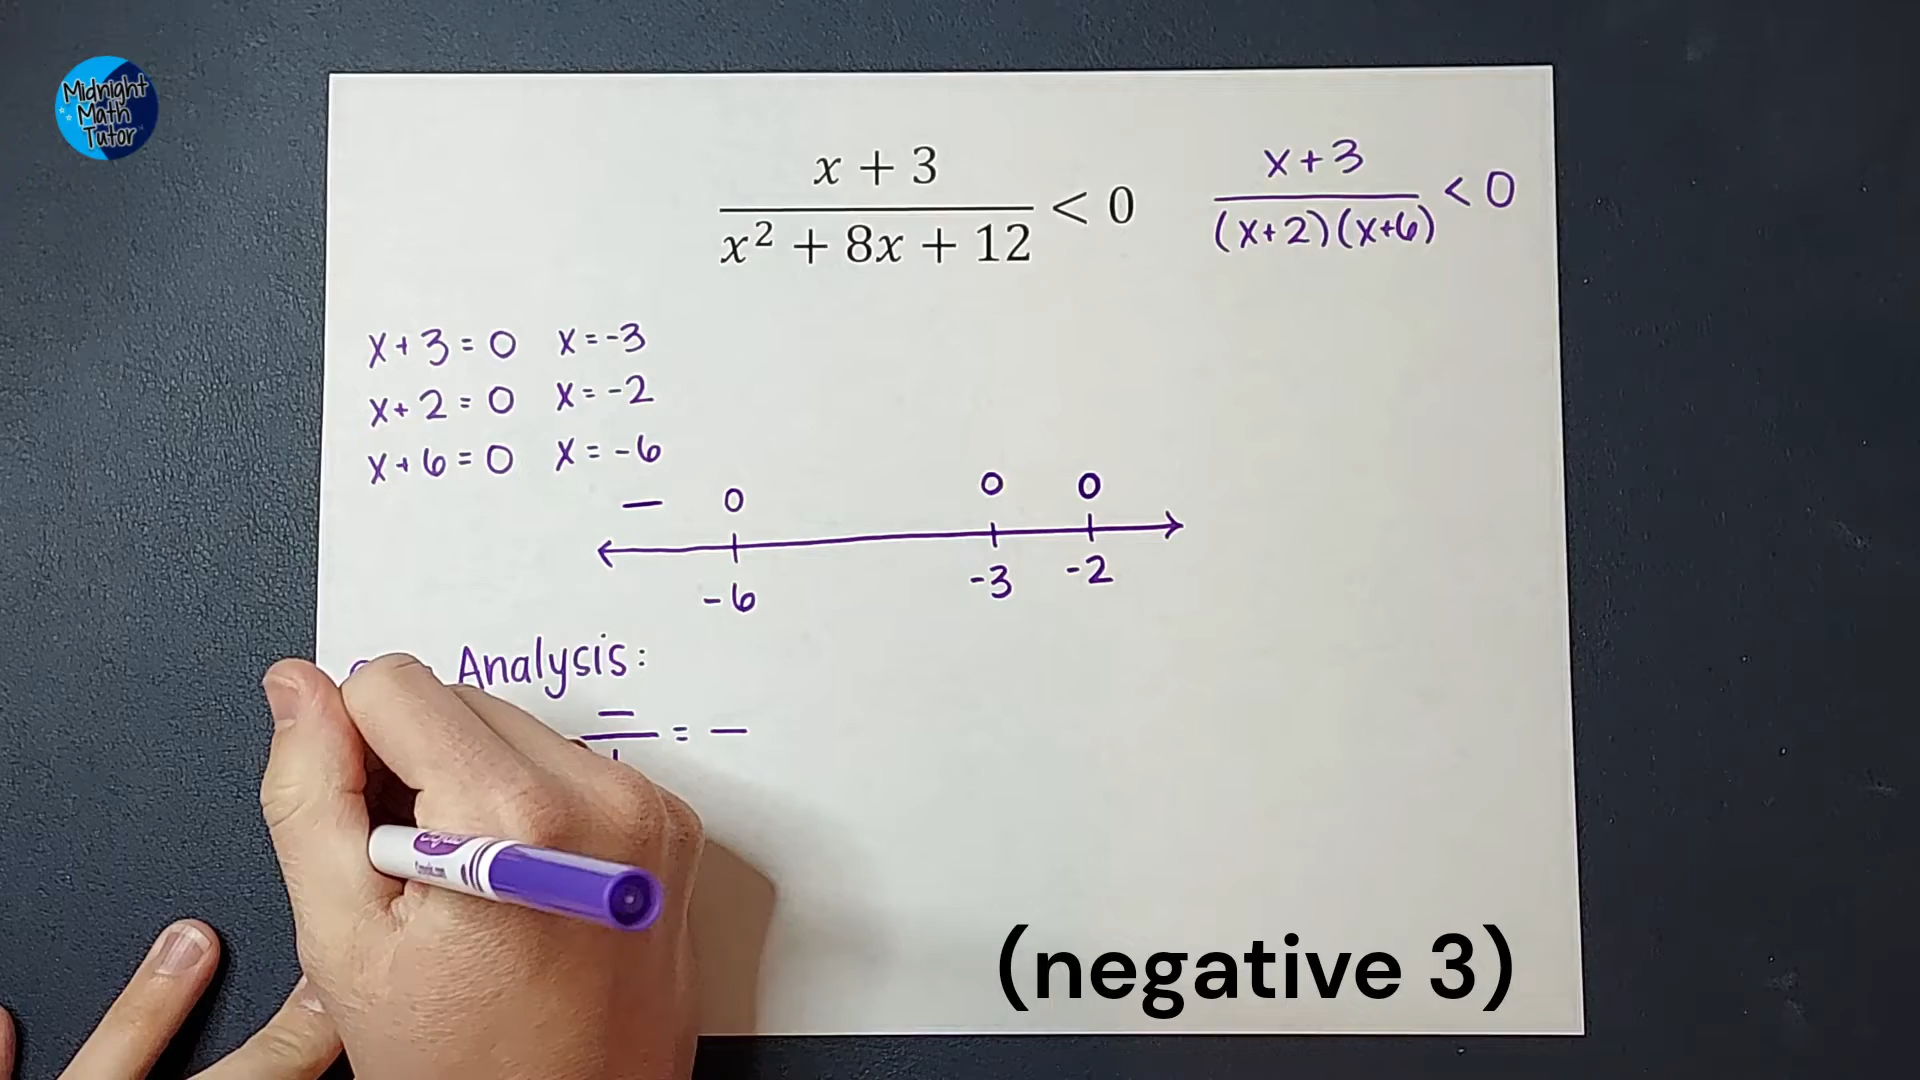 Midnight
Math
Tutor
x + 3
x² + 8x + 12
< 0
x+3
(x+2)(x+6)
< 0
x+3=0 x=-3
x+2=0 x=-2
x+6=0 x=-6
— 0 0 0
-6 -3 -2
Analysis:
— = —
(negative 3)